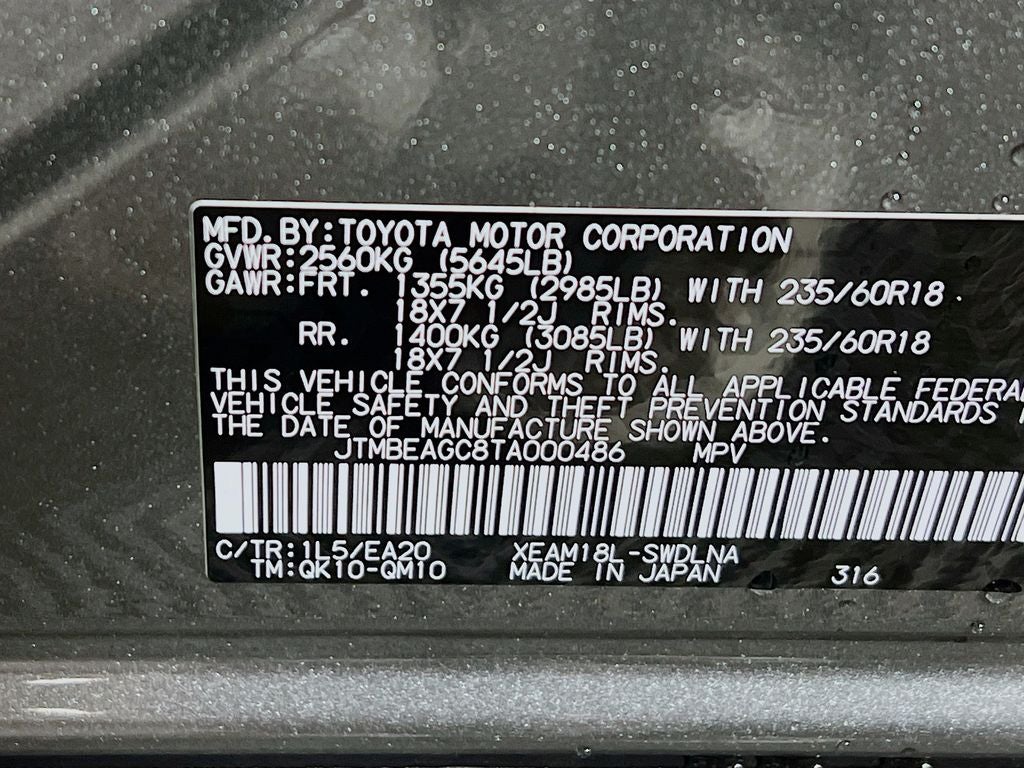 MFD.BY:TOYOTA MOTOR CORPORATION
GVWR:2560KG (5645LB)
GAWR:FRT. 1355KG (2985LB) WITH 235/60R18
18X7 1/2J RIMS.
RR. 1400KG (3085LB) WITH 235/60R18
18X7 1/2J RIMS.
THIS VEHICLE CONFORMS TO ALL APPLICABLE FEDERA
VEHICLE SAFETY AND THEFT PREVENTION STANDARDS
THE DATE OF MANUFACTURE SHOWN ABOVE.
JTMBEAGC8TA000486 MPV
C/TR:1L5/EA20 XEAM18L-SWDLNA
TM:QK10-QM10 MADE IN JAPAN 316